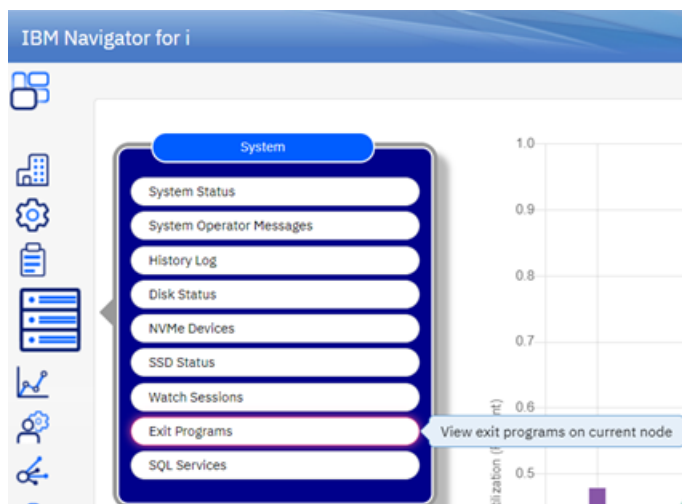 IBM Navigator for i
System
System Status
System Operator Messages
History Log
Disk Status
NVMe Devices
SSD Status
Watch Sessions
Exit Programs
SQL Services
View exit programs on current node
1.0
0.9
0.8
0.7
0.6
0.5